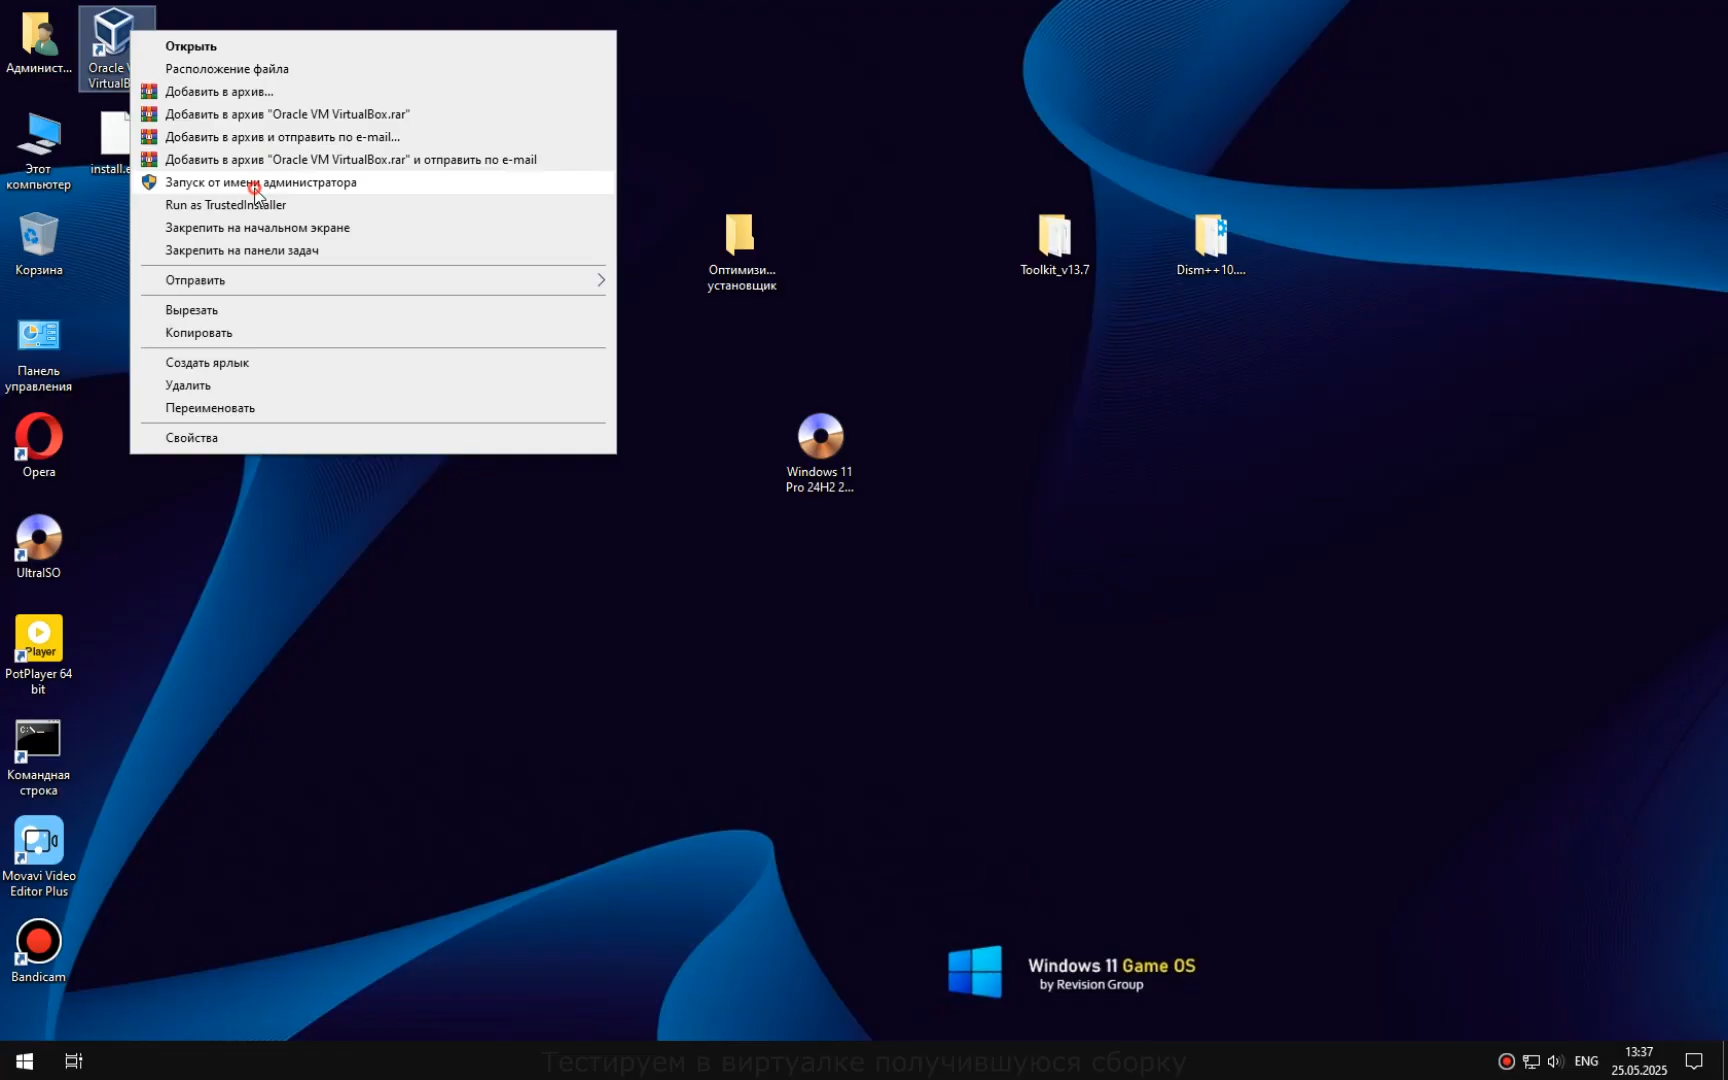 Админист...
Oracle V
VirtualB
Этот
компьютер
install.e
Корзина
Панель
управления
Opera
UltraISO
Player
PotPlayer 64
bit
C:\_
Командная
строка
Movavi Video
Editor Plus
Bandicam
Открыть
Расположение файла
Добавить в архив...
Добавить в архив "Oracle VM VirtualBox.rar"
Добавить в архив и отправить по e-mail...
Добавить в архив "Oracle VM VirtualBox.rar" и отправить по e-mail
Запуск от имени администратора
Run as TrustedInstaller
Закрепить на начальном экране
Закрепить на панели задач
Отправить
Вырезать
Копировать
Создать ярлык
Удалить
Переименовать
Свойства
Оптимизи...
установщик
Toolkit_v13.7
Dism++10....
Windows 11
Pro 24H2 2...
Windows 11 Game OS
by Revision Group
Тестируем в виртуалке получившуюся сборку
ENG
13:37
25.05.2025